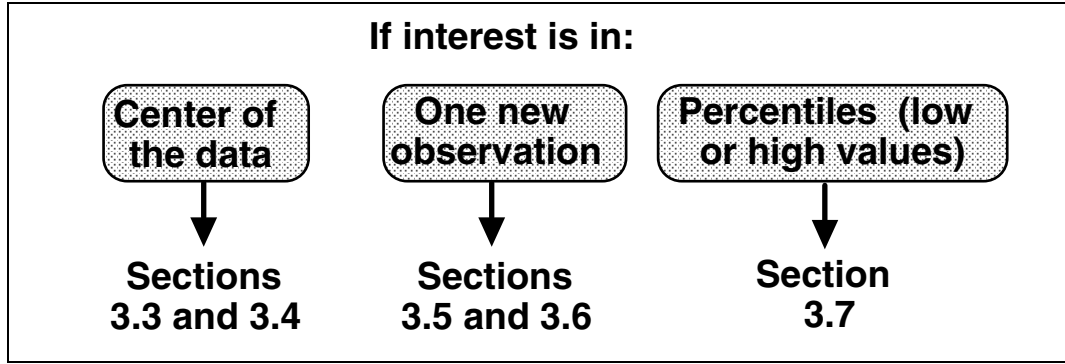 If interest is in:
Center of
the data
One new
observation
Percentiles (low
or high values)
Sections
3.3 and 3.4
Sections
3.5 and 3.6
Section
3.7